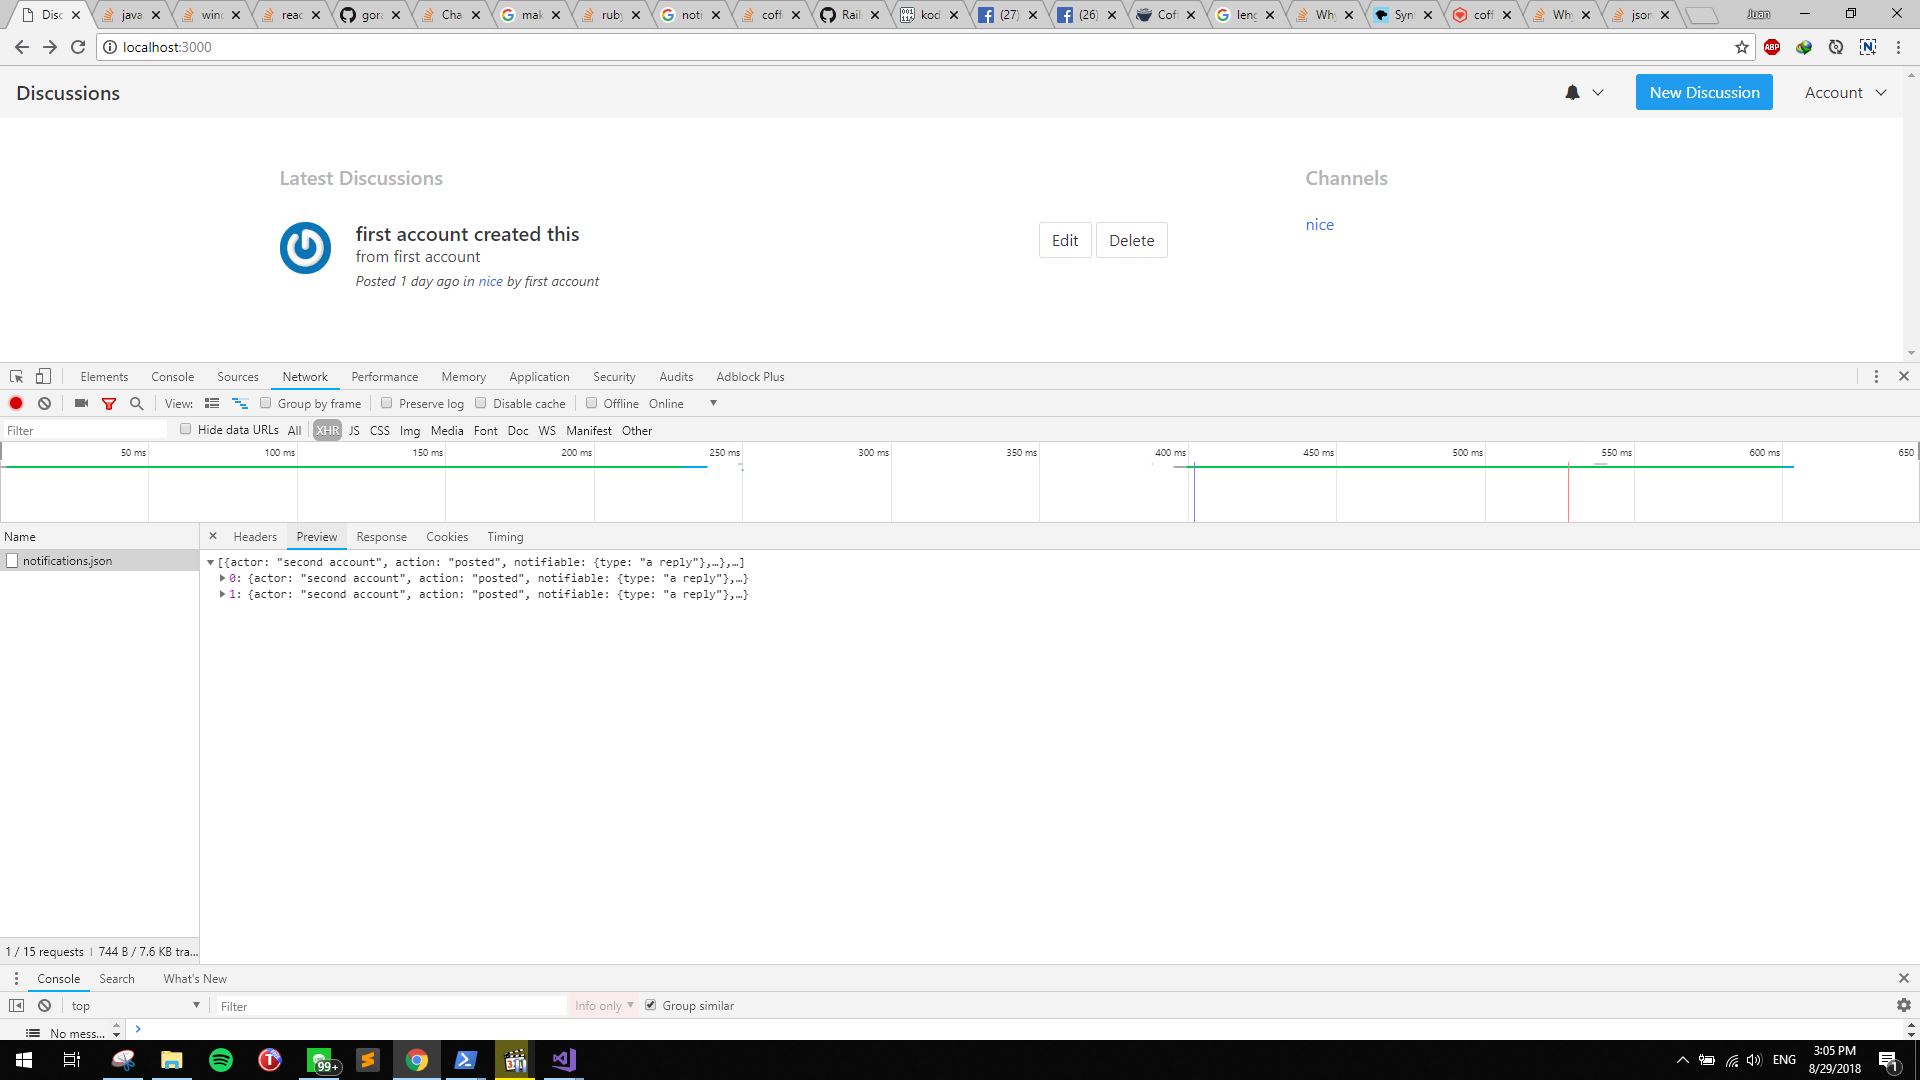 Disc java winc reac gora Cha mak ruby noti coff Rail kod (27) (26) Coff leng Why Syn coff Why jsor Juan
localhost:3000 ABP N
Discussions New Discussion Account
Latest Discussions Channels
first account created this Edit Delete nice
from first account
Posted 1 day ago in nice by first account
Elements Console Sources Network Performance Memory Application Security Audits Adblock Plus
View: Group by frame Preserve log Disable cache Offline Online
Filter Hide data URLs All XHR JS CSS Img Media Font Doc WS Manifest Other
50 ms 100 ms 150 ms 200 ms 250 ms 300 ms 350 ms 400 ms 450 ms 500 ms 550 ms 600 ms 650
Name Headers Preview Response Cookies Timing
notifications.json [{actor: "second account", action: "posted", notifiable: {type: "a reply"},…},…]
0: {actor: "second account", action: "posted", notifiable: {type: "a reply"},…}
1: {actor: "second account", action: "posted", notifiable: {type: "a reply"},…}
1 / 15 requests | 744 B / 7.6 KB tra...
Console Search What's New
top Filter Info only Group similar
No mess...
99+ ENG 3:05 PM
8/29/2018 1